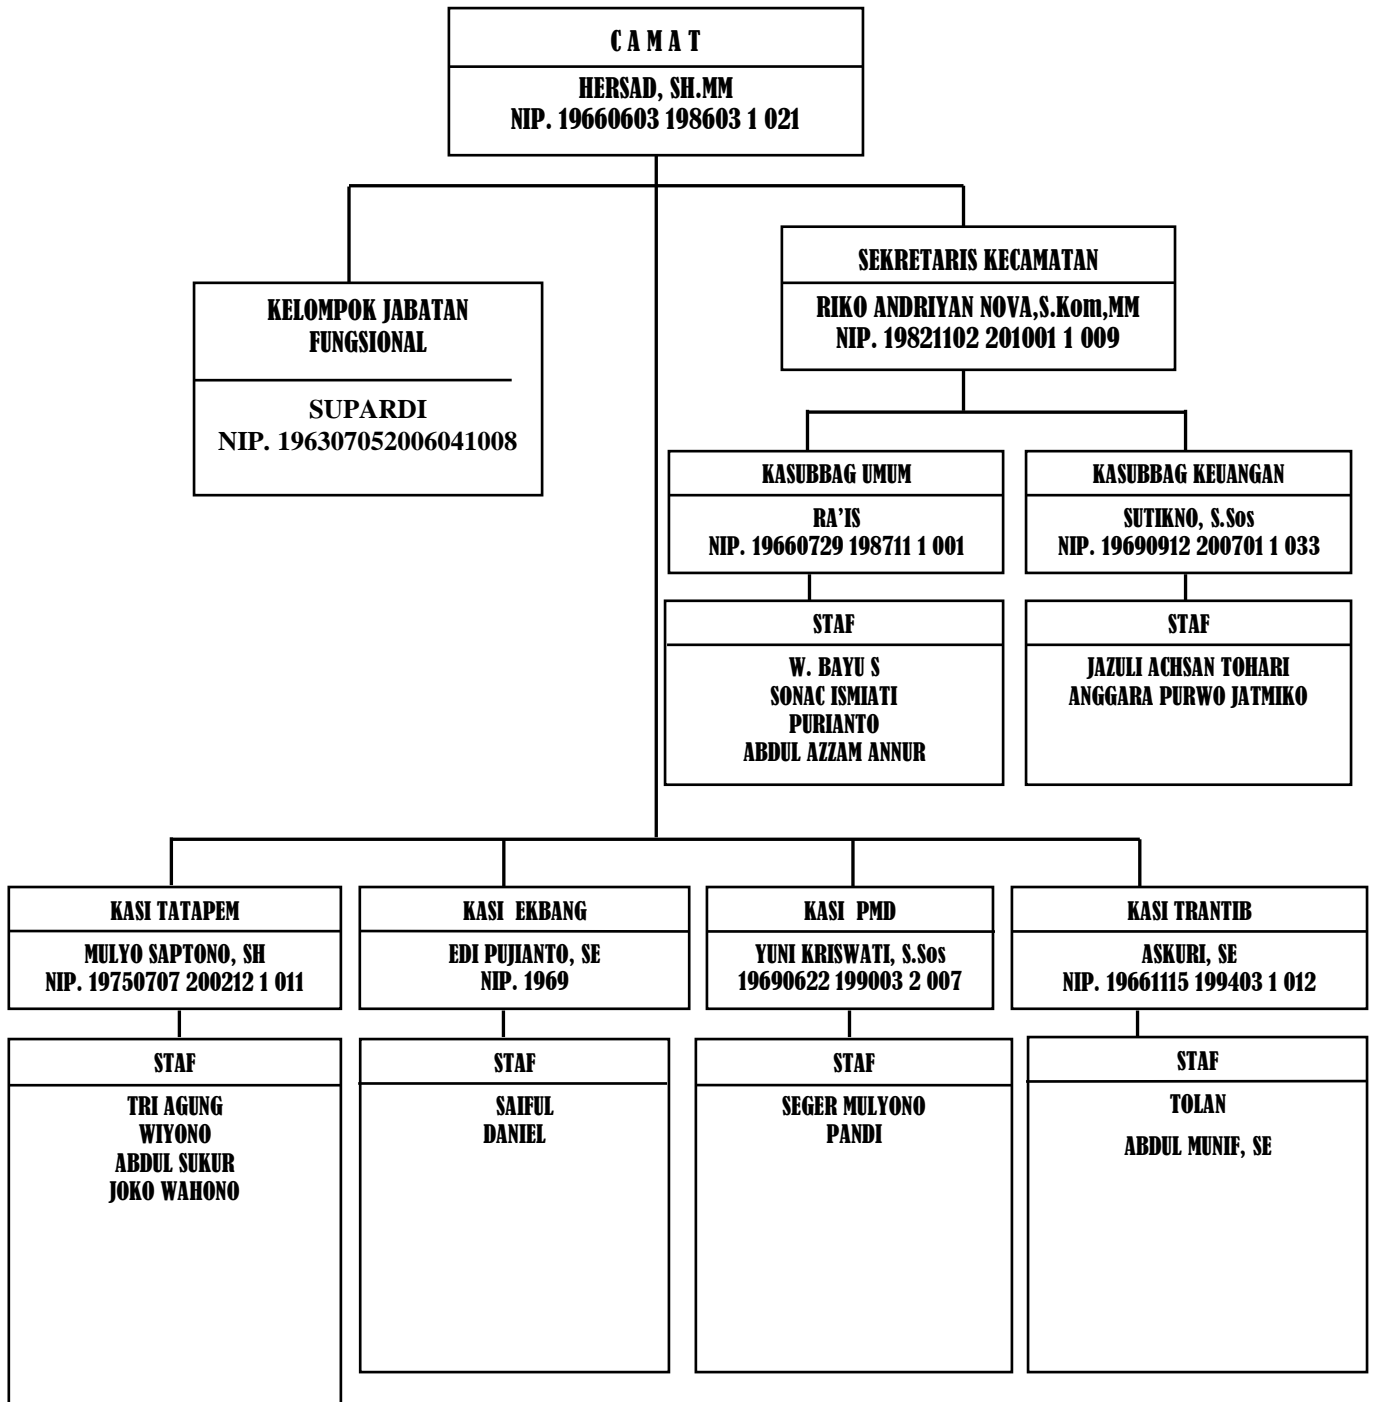 C A M A T
HERSAD, SH.MM
NIP. 19660603 198603 1 021
SEKRETARIS KECAMATAN
RIKO ANDRIYAN NOVA,S.Kom,MM
NIP. 19821102 201001 1 009
KELOMPOK JABATAN
FUNGSIONAL
SUPARDI
NIP. 196307052006041008
KASUBBAG UMUM
RA’IS
NIP. 19660729 198711 1 001
KASUBBAG KEUANGAN
SUTIKNO, S.Sos
NIP. 19690912 200701 1 033
STAF
W. BAYU S
SONAC ISMIATI
PURIANTO
ABDUL AZZAM ANNUR
STAF
JAZULI ACHSAN TOHARI
ANGGARA PURWO JATMIKO
KASI TATAPEM
MULYO SAPTONO, SH
NIP. 19750707 200212 1 011
KASI EKBANG
EDI PUJIANTO, SE
NIP. 1969
KASI PMD
YUNI KRISWATI, S.Sos
19690622 199003 2 007
KASI TRANTIB
ASKURI, SE
NIP. 19661115 199403 1 012
STAF
TRI AGUNG
WIYONO
ABDUL SUKUR
JOKO WAHONO
STAF
SAIFUL
DANIEL
STAF
SEGER MULYONO
PANDI
STAF
TOLAN
ABDUL MUNIF, SE